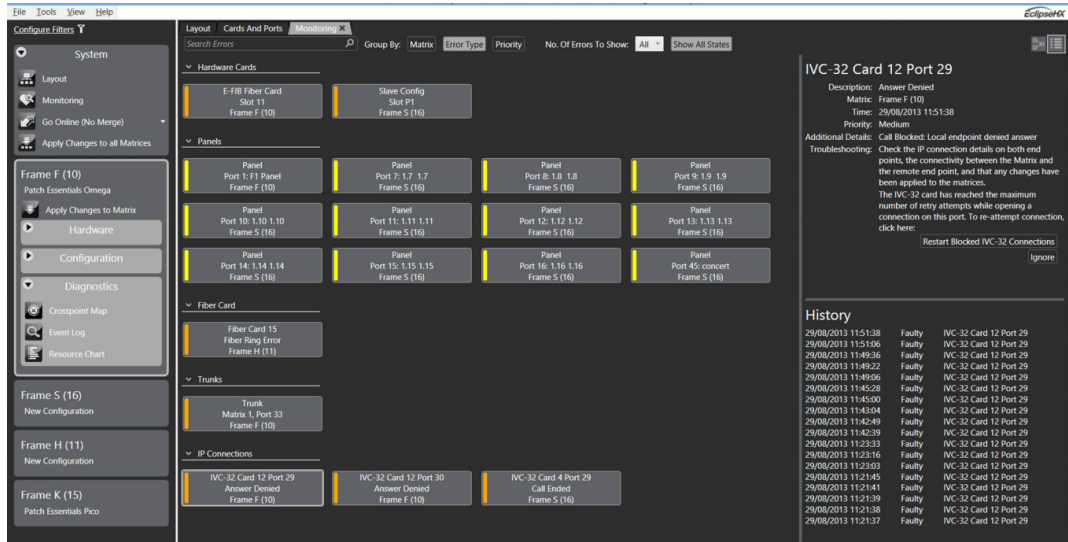 File Tools View Help
EclipseHX
Configure Filters
System
Layout
Monitoring
Go Online (No Merge)
Apply Changes to all Matrices
Frame F (10)
Patch Essentials Omega
Apply Changes to Matrix
Hardware
Configuration
Diagnostics
Crosspoint Map
Event Log
Resource Chart
Frame S (16)
New Configuration
Frame H (11)
New Configuration
Frame K (15)
Patch Essentials Pico
Layout Cards And Ports Monitoring X
Search Errors Group By: Matrix Error Type Priority No. Of Errors To Show: All Show All States
Hardware Cards
E-FIB Fiber Card
Slot 11
Frame F (10)
Slave Config
Slot P1
Frame S (16)
Panels
Panel
Port 1: F1 Panel
Frame F (10)
Panel
Port 7: 1.7 1.7
Frame S (16)
Panel
Port 8: 1.8 1.8
Frame S (16)
Panel
Port 9: 1.9 1.9
Frame S (16)
Panel
Port 10: 1.10 1.10
Frame S (16)
Panel
Port 11: 1.11 1.11
Frame S (16)
Panel
Port 12: 1.12 1.12
Frame S (16)
Panel
Port 13: 1.13 1.13
Frame S (16)
Panel
Port 14: 1.14 1.14
Frame S (16)
Panel
Port 15: 1.15 1.15
Frame S (16)
Panel
Port 16: 1.16 1.16
Frame S (16)
Panel
Port 45: concert
Frame S (16)
Fiber Card
Fiber Card 15
Fiber Ring Error
Frame H (11)
Trunks
Trunk
Matrix 1, Port 33
Frame F (10)
IP Connections
IVC-32 Card 12 Port 29
Answer Denied
Frame F (10)
IVC-32 Card 12 Port 30
Answer Denied
Frame F (10)
IVC-32 Card 4 Port 29
Call Ended
Frame S (16)
IVC-32 Card 12 Port 29
Description: Answer Denied
Matrix: Frame F (10)
Time: 29/08/2013 11:51:38
Priority: Medium
Additional Details: Call Blocked: Local endpoint denied answer
Troubleshooting: Check the IP connection details on both end
points, the connectivity between the Matrix and
the remote end point, and that any changes have
been applied to the matrices.
The IVC-32 card has reached the maximum
number of retry attempts while opening a
connection on this port. To re-attempt connection,
click here:
Restart Blocked IVC-32 Connections
Ignore
History
29/08/2013 11:51:38 Faulty IVC-32 Card 12 Port 29
29/08/2013 11:51:06 Faulty IVC-32 Card 12 Port 29
29/08/2013 11:49:36 Faulty IVC-32 Card 12 Port 29
29/08/2013 11:49:22 Faulty IVC-32 Card 12 Port 29
29/08/2013 11:49:06 Faulty IVC-32 Card 12 Port 29
29/08/2013 11:45:28 Faulty IVC-32 Card 12 Port 29
29/08/2013 11:45:00 Faulty IVC-32 Card 12 Port 29
29/08/2013 11:43:04 Faulty IVC-32 Card 12 Port 29
29/08/2013 11:42:49 Faulty IVC-32 Card 12 Port 29
29/08/2013 11:42:39 Faulty IVC-32 Card 12 Port 29
29/08/2013 11:23:33 Faulty IVC-32 Card 12 Port 29
29/08/2013 11:23:16 Faulty IVC-32 Card 12 Port 29
29/08/2013 11:23:03 Faulty IVC-32 Card 12 Port 29
29/08/2013 11:21:45 Faulty IVC-32 Card 12 Port 29
29/08/2013 11:21:41 Faulty IVC-32 Card 12 Port 29
29/08/2013 11:21:39 Faulty IVC-32 Card 12 Port 29
29/08/2013 11:21:38 Faulty IVC-32 Card 12 Port 29
29/08/2013 11:21:37 Faulty IVC-32 Card 12 Port 29